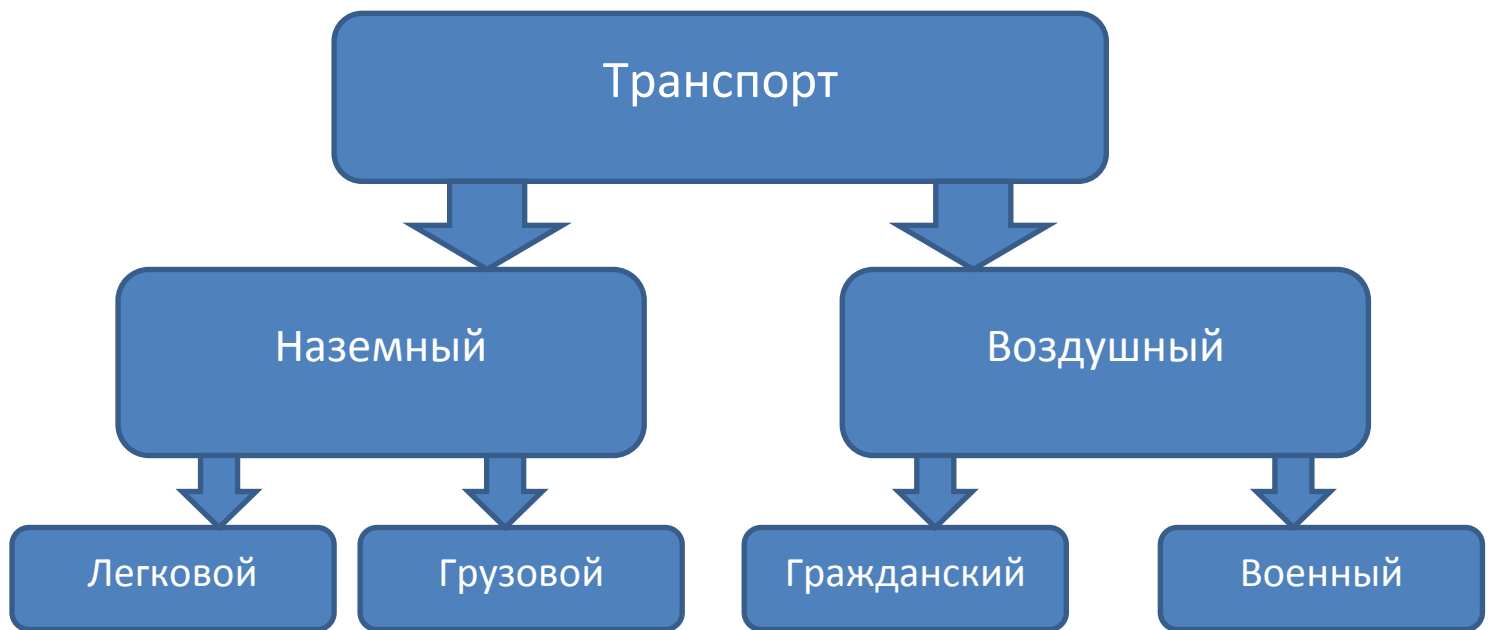 Транспорт
Наземный
Воздушный
Легковой
Грузовой
Гражданский
Военный